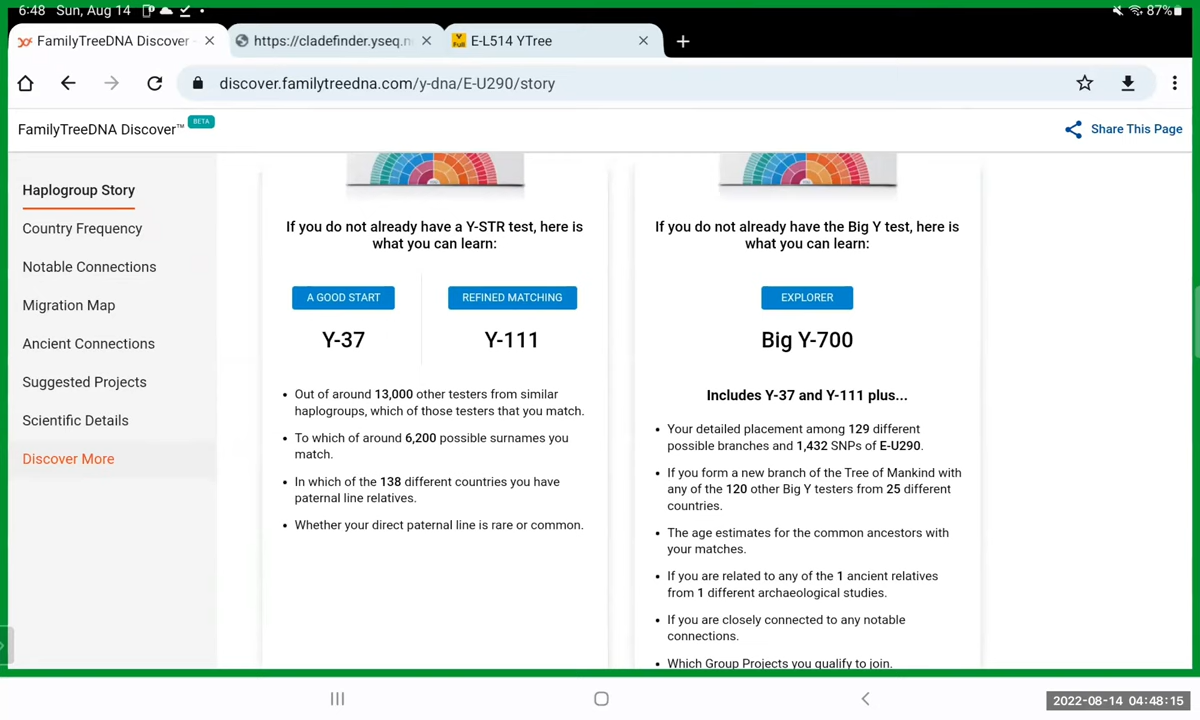 6:48 Sun, Aug 14
87%
FamilyTreeDNA Discover
https://cladefinder.yseq.n
E-L514 YTree
discover.familytreedna.com/y-dna/E-U290/story
FamilyTreeDNA Discover™ BETA
Share This Page
Haplogroup Story
Country Frequency
Notable Connections
Migration Map
Ancient Connections
Suggested Projects
Scientific Details
Discover More
If you do not already have a Y-STR test, here is
what you can learn:
A GOOD START
REFINED MATCHING
Y-37
Y-111
• Out of around 13,000 other testers from similar
haplogroups, which of those testers that you match.
• To which of around 6,200 possible surnames you
match.
• In which of the 138 different countries you have
paternal line relatives.
• Whether your direct paternal line is rare or common.
If you do not already have the Big Y test, here is
what you can learn:
EXPLORER
Big Y-700
Includes Y-37 and Y-111 plus...
• Your detailed placement among 129 different
possible branches and 1,432 SNPs of E-U290.
• If you form a new branch of the Tree of Mankind with
any of the 120 other Big Y testers from 25 different
countries.
• The age estimates for the common ancestors with
your matches.
• If you are related to any of the 1 ancient relatives
from 1 different archaeological studies.
• If you are closely connected to any notable
connections.
• Which Group Projects you qualify to join.
2022-08-14 04:48:15